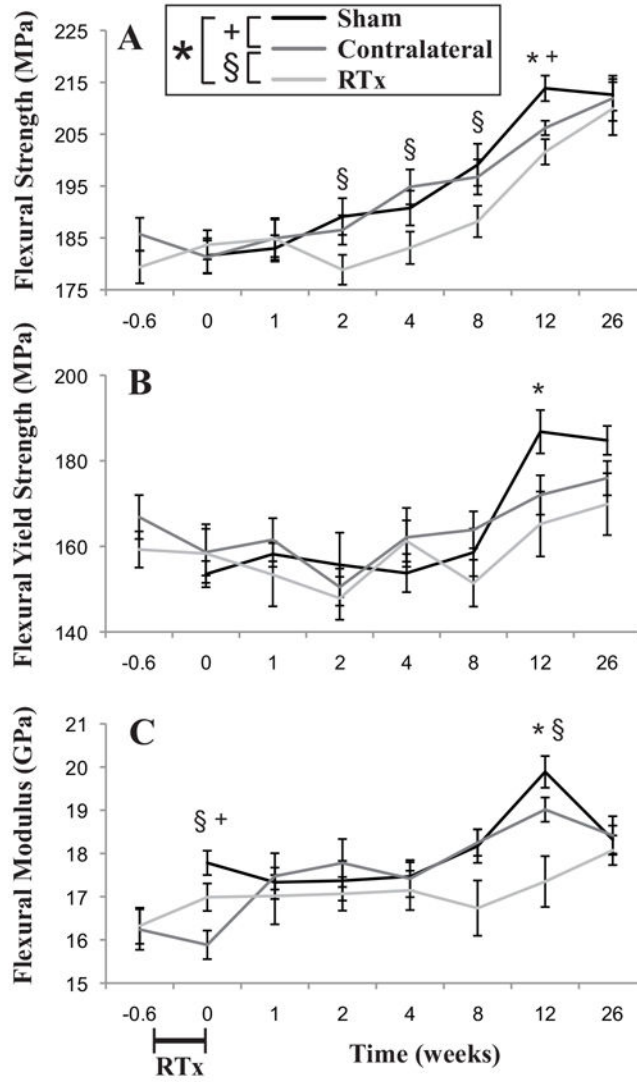 A
* + Sham
§ Contralateral
RTx
Flexural Strength (MPa)
225
215
205
195
185
175
§ § § * +
-0.6 0 1 2 4 8 12 26
B
Flexural Yield Strength (MPa)
200
180
160
140
*
-0.6 0 1 2 4 8 12 26
C
Flexural Modulus (GPa)
21
20
19
18
17
16
15
§ + * §
-0.6 0 1 2 4 8 12 26
RTx Time (weeks)